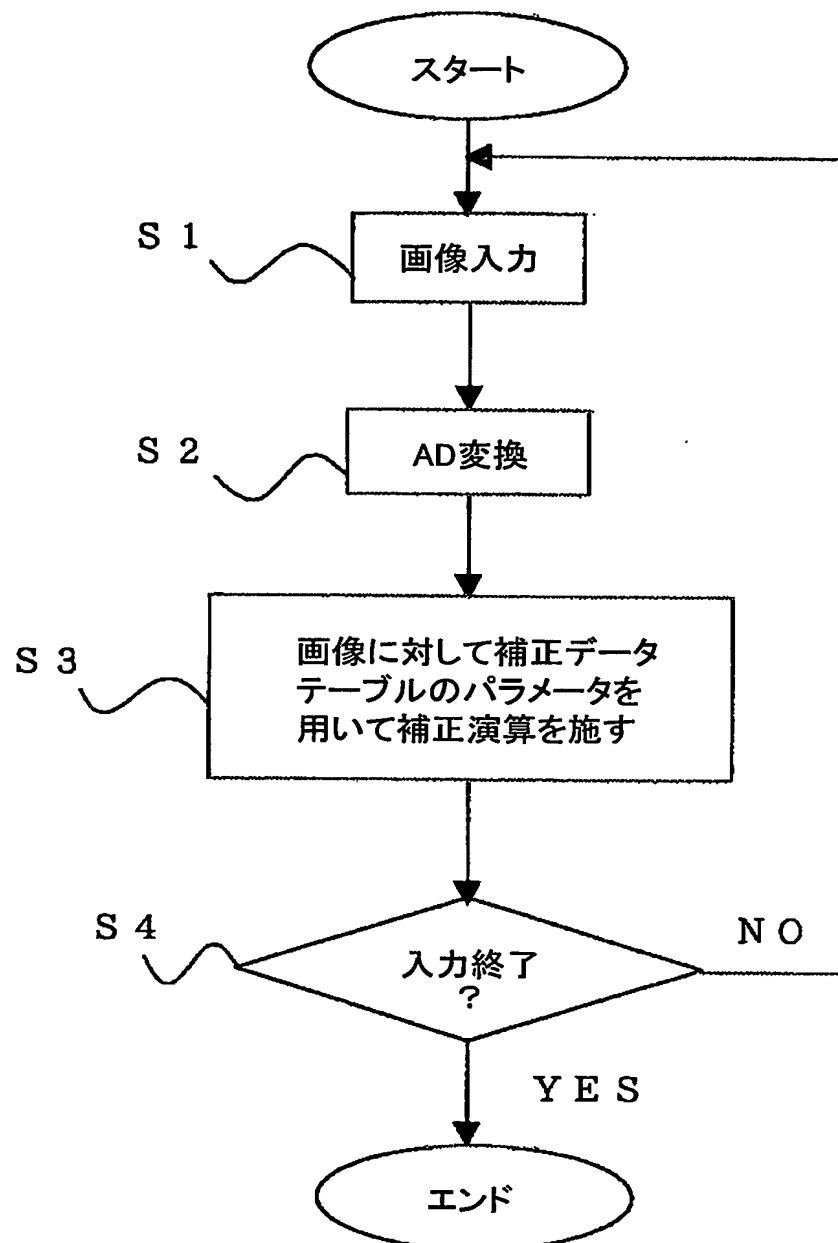 スタート
S 1
画像入力
S 2
AD変換
S 3
画像に対して補正データ
テーブルのパラメータを
用いて補正演算を施す
S 4
入力終了
?
N O
Y E S
エンド